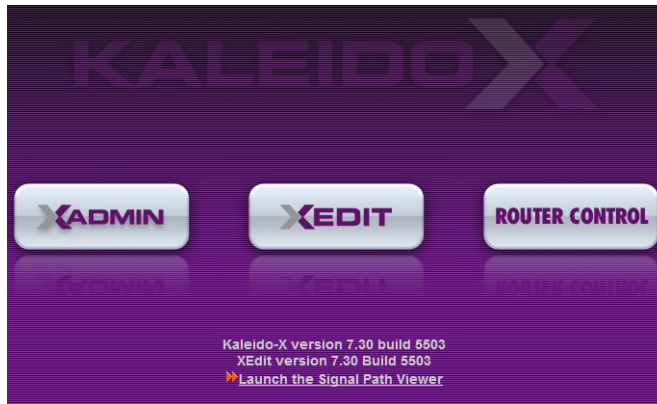 KALEIDOX
XADMIN
XEDIT
ROUTER CONTROL
Kaleido-X version 7.30 build 5503
XEdit version 7.30 Build 5503
Launch the Signal Path Viewer